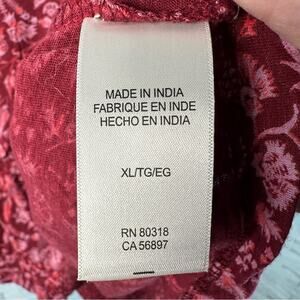 MADE IN INDIA
FABRIQUE EN INDE
HECHO EN INDIA
XL/TG/EG
RN 80318
CA 56897